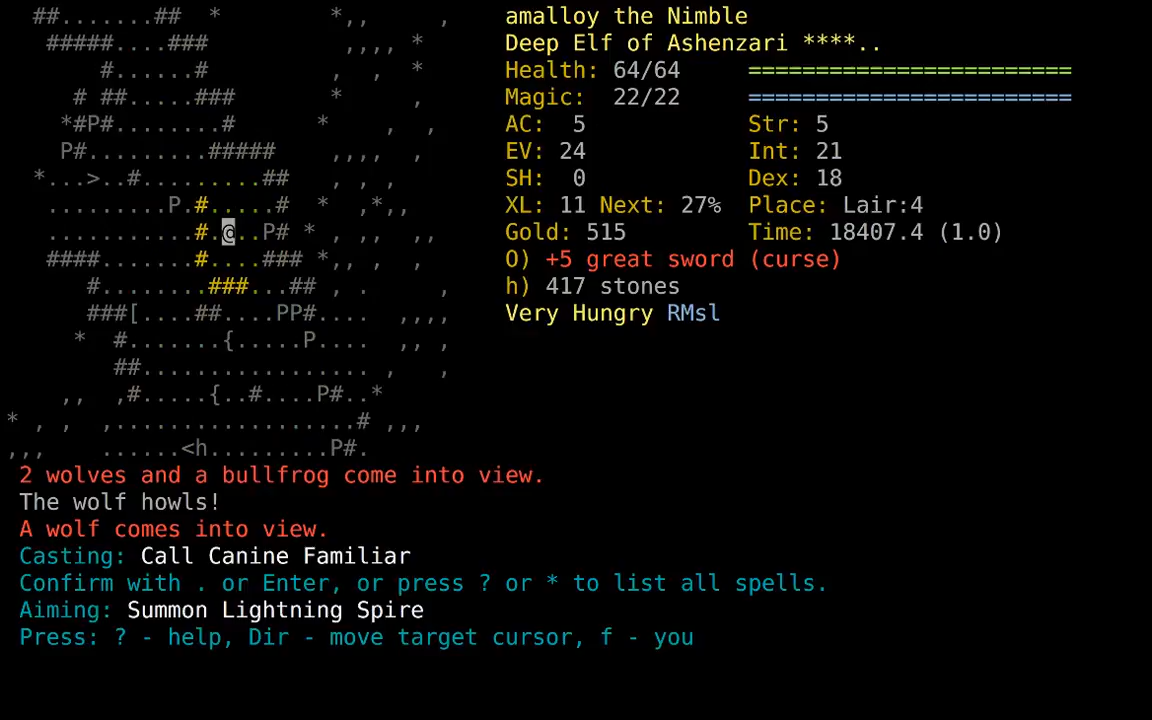 ##.......##  *        *,,     ,
#####....###          ,,,, *
#......#         ,  ,  *
# ##.....###       *     ,
*#P#........#      *    ,  ,
P#.........#####    ,,,,  ,
*...>..#.........##   , , ,
.........P.#.....#  *  ,*,,
...........#.@..P# * , ,,  ,,
####.......#....### *,, ,  ,
#........###...##  , .     ,
###[....##....PP#....  ,,,,
*  #.......{.....P....  ,, ,
##................. ,   ,
,,  ,#.....{..#....P#..*
* , ,  ,.................#  ,,,
,,,    ......<h.........P#.
amalloy the Nimble
Deep Elf of Ashenzari ****..
Health: 64/64 ========================
Magic:  22/22 ========================
AC:  5 Str: 5
EV: 24 Int: 21
SH:  0 Dex: 18
XL: 11 Next: 27% Place: Lair:4
Gold: 515 Time: 18407.4 (1.0)
O) +5 great sword (curse)
h) 417 stones
Very Hungry RMsl
2 wolves and a bullfrog come into view.
The wolf howls!
A wolf comes into view.
Casting: Call Canine Familiar
Confirm with . or Enter, or press ? or * to list all spells.
Aiming: Summon Lightning Spire
Press: ? - help, Dir - move target cursor, f - you